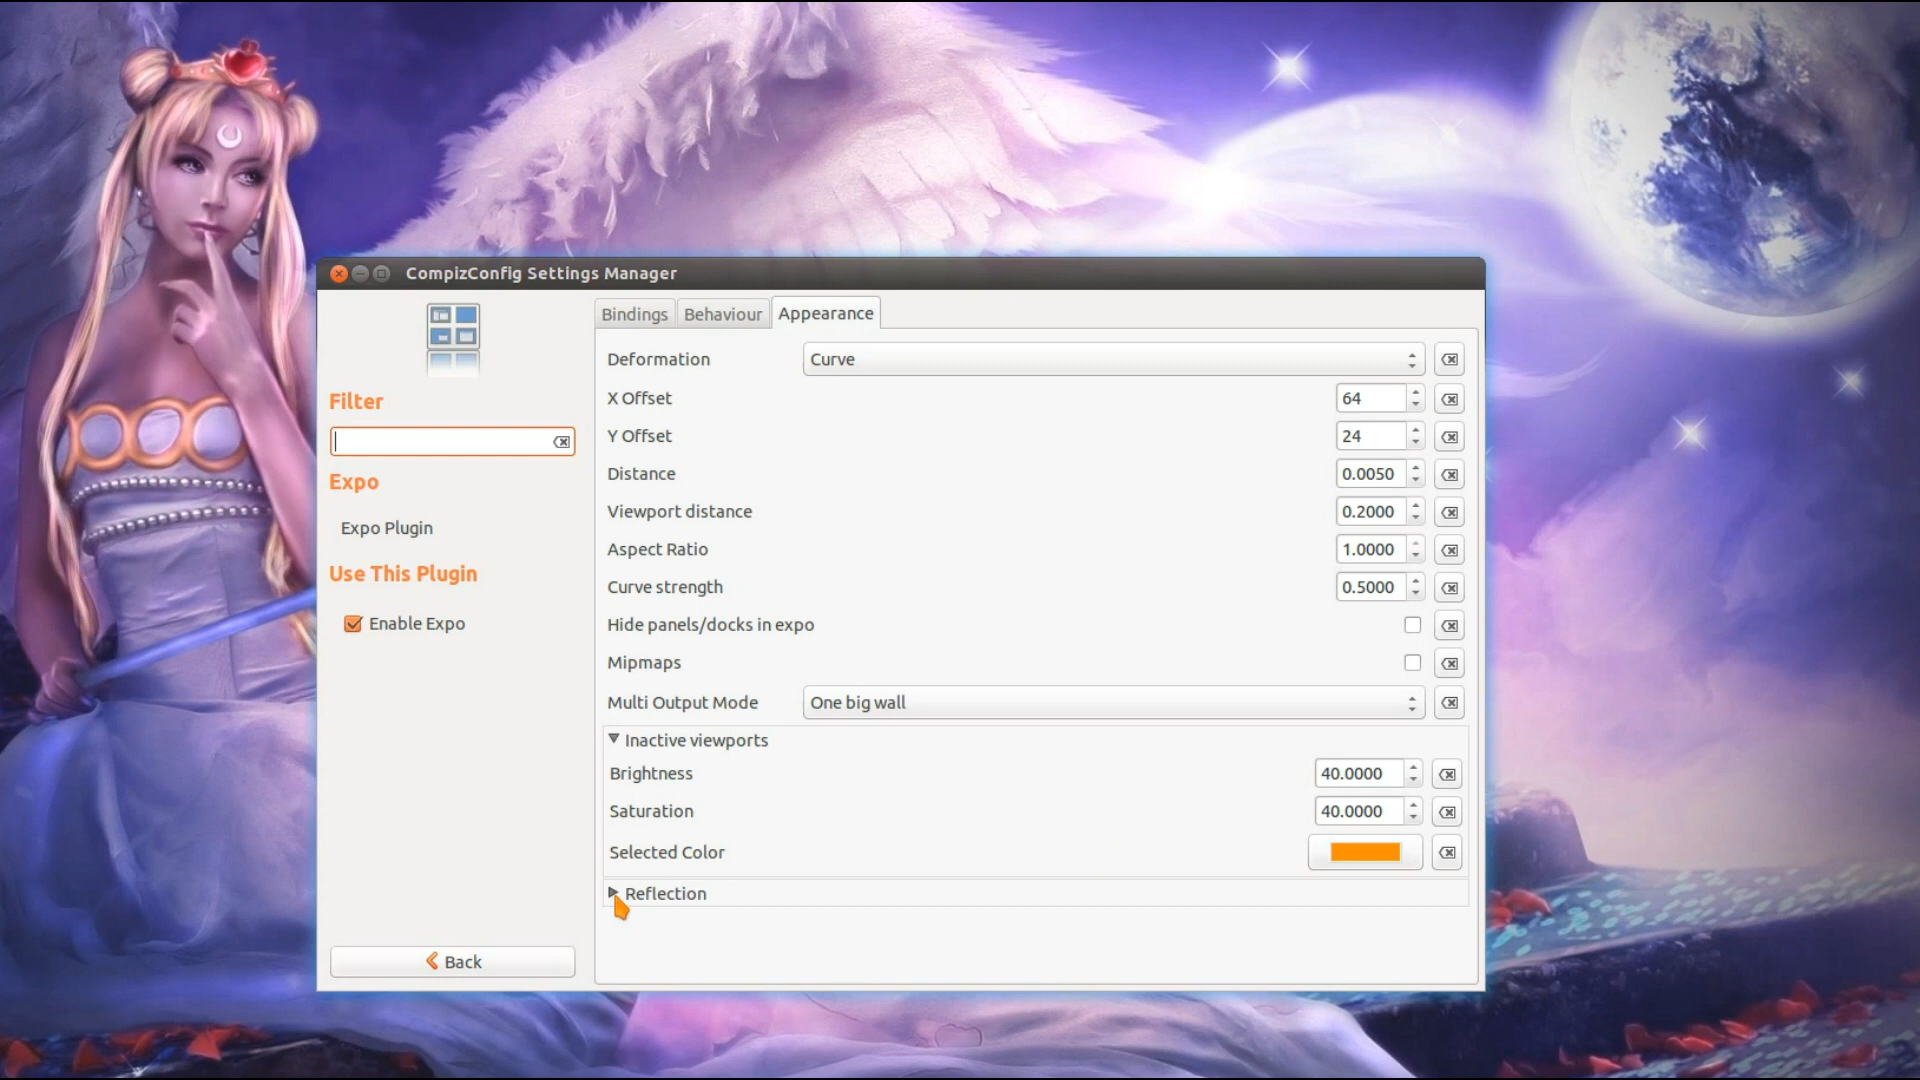 CompizConfig Settings Manager
Bindings Behaviour Appearance
Filter
Expo
Expo Plugin
Use This Plugin
Enable Expo
Back
Deformation Curve
X Offset 64
Y Offset 24
Distance 0.0050
Viewport distance 0.2000
Aspect Ratio 1.0000
Curve strength 0.5000
Hide panels/docks in expo
Mipmaps
Multi Output Mode One big wall
Inactive viewports
Brightness 40.0000
Saturation 40.0000
Selected Color
Reflection